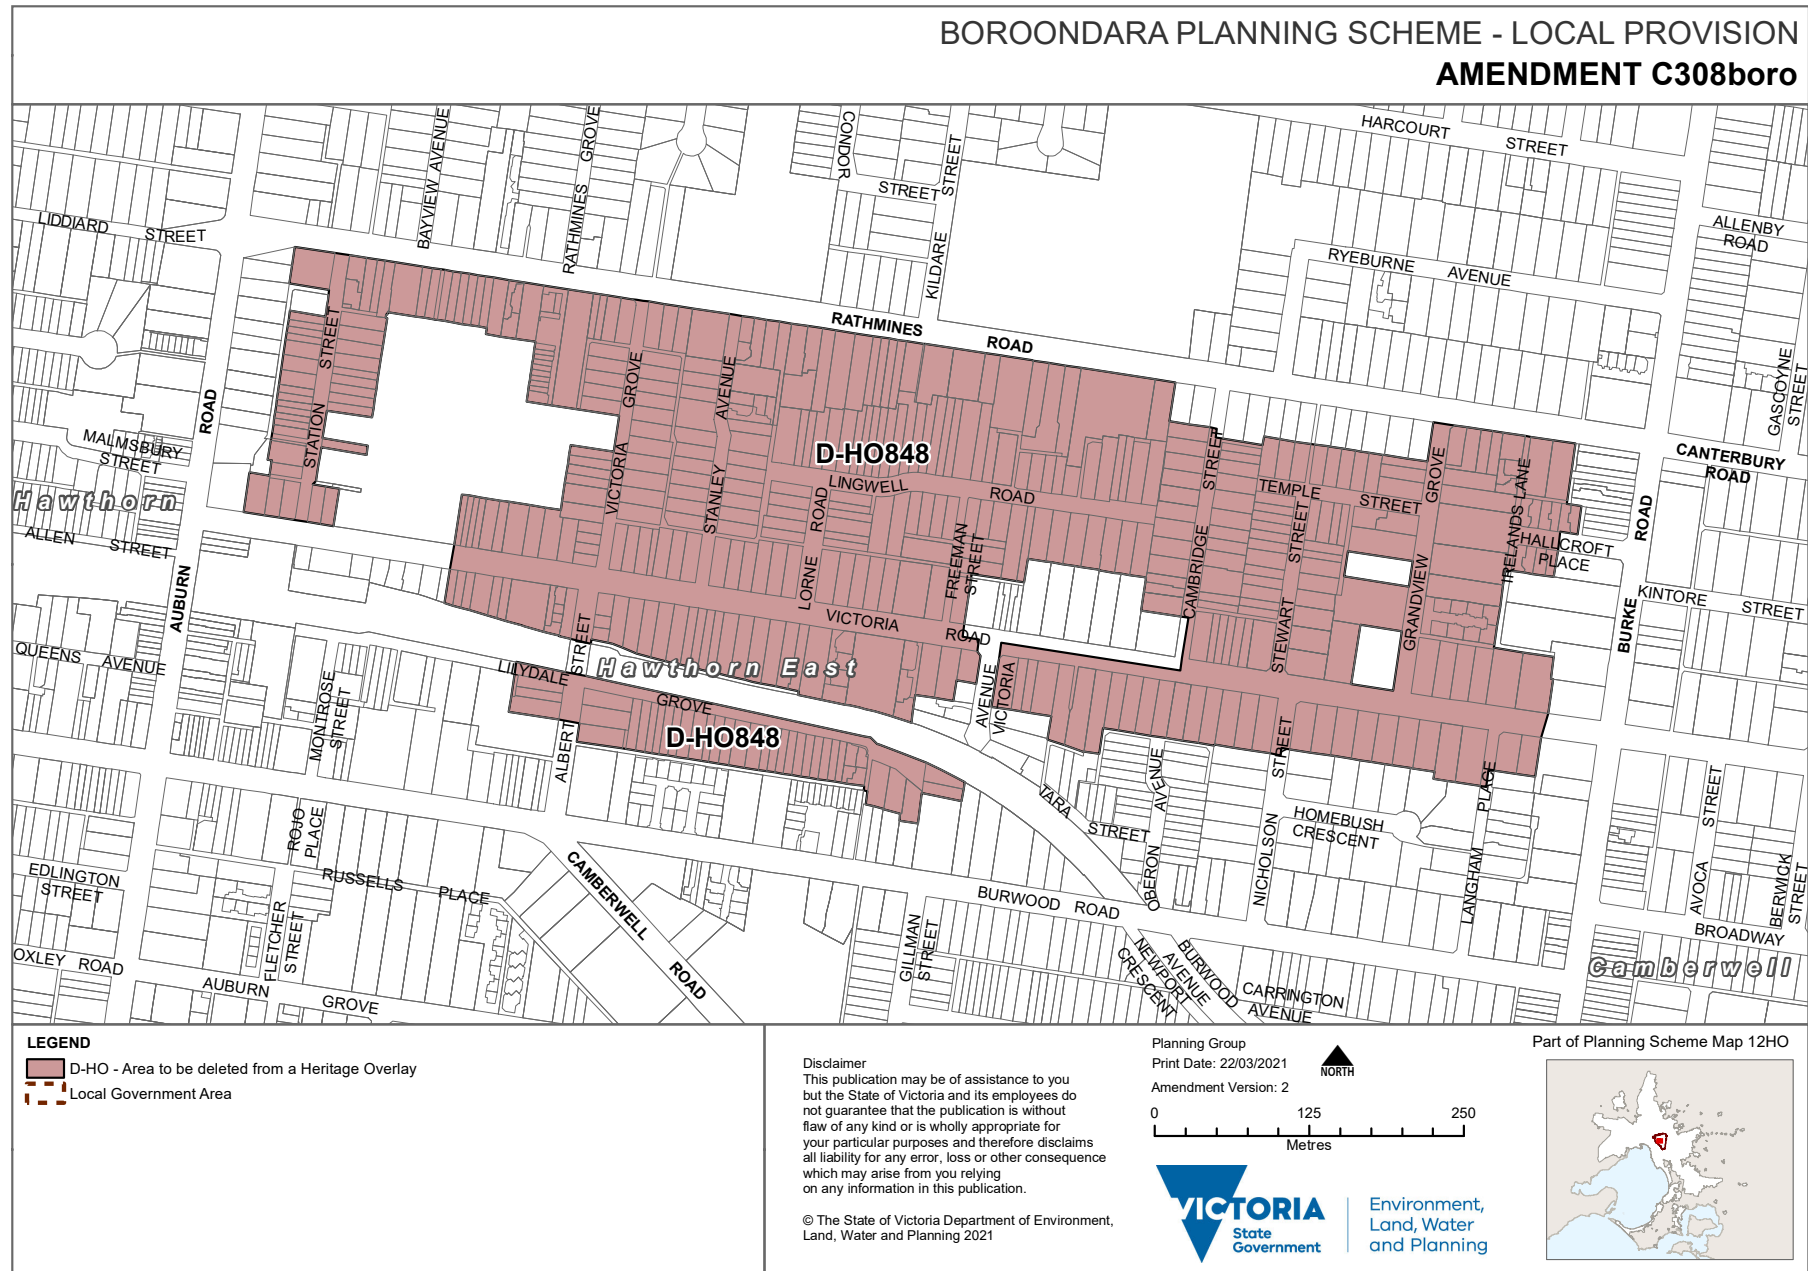 BOROONDARA PLANNING SCHEME - LOCAL PROVISION
AMENDMENT C308boro
HARCOURT
STREET
CONDOR
STREET
STREET
KILDARE
BAYVIEW AVENUE
RATHMINES GROVE
LIDDIARD
STREET
ALLENBY
ROAD
RYEBURNE
AVENUE
RATHMINES
ROAD
GASCOYNE
STREET
STATION STREET
VICTORIA GROVE
STANLEY AVENUE
ROAD
MALMSBURY
STREET
Hawthorn
ALLEN
STREET
AUBURN
D-HO848
LINGWELL
ROAD
LORNE ROAD
FREEMAN
STREET
CAMBRIDGE STREET
TEMPLE
STREET
STEWART STREET
GRANDVIEW GROVE
IRELANDS LANE
HALLCROFT
PLACE
CANTERBURY
ROAD
BURKE ROAD
KINTORE
STREET
VICTORIA
ROAD
QUEENS
AVENUE
MONTROSE
STREET
LILYDALE
GROVE
Hawthorn East
D-HO848
ALBERT STREET
VICTORIA
AVENUE
TARA
STREET
OBERON AVENUE
NICHOLSON STREET
HOMEBUSH
CRESCENT
LANGHAM PLACE
AVOCA STREET
BERWICK
STREET
ROJO
PLACE
EDLINGTON
STREET
RUSSELLS
PLACE
CAMBERWELL
ROAD
BURWOOD
ROAD
FLETCHER
STREET
GILLMAN
STREET
NEWPORT
CRESCENT
BURWOOD
AVENUE
CARRINGTON
AVENUE
BROADWAY
Camberwell
OXLEY ROAD
AUBURN
GROVE
LEGEND
D-HO - Area to be deleted from a Heritage Overlay
Local Government Area
Disclaimer
This publication may be of assistance to you
but the State of Victoria and its employees do
not guarantee that the publication is without
flaw of any kind or is wholly appropriate for
your particular purposes and therefore disclaims
all liability for any error, loss or other consequence
which may arise from you relying
on any information in this publication.
© The State of Victoria Department of Environment,
Land, Water and Planning 2021
Planning Group
Print Date: 22/03/2021
Amendment Version: 2
NORTH
0 125 250
Metres
VICTORIA
State
Government
Environment,
Land, Water
and Planning
Part of Planning Scheme Map 12HO